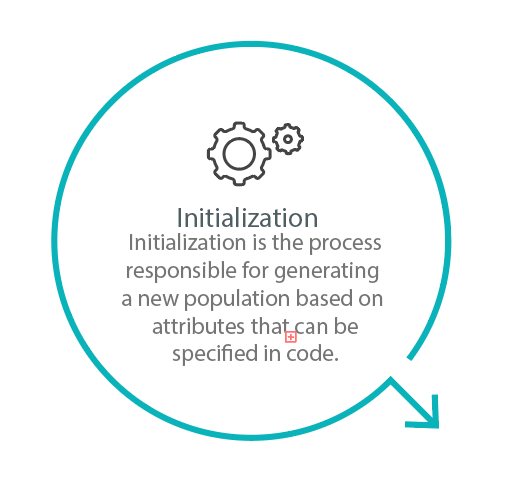 Initialization
Initialization is the process
responsible for generating
a new population based on
attributes that can be
specified in code.